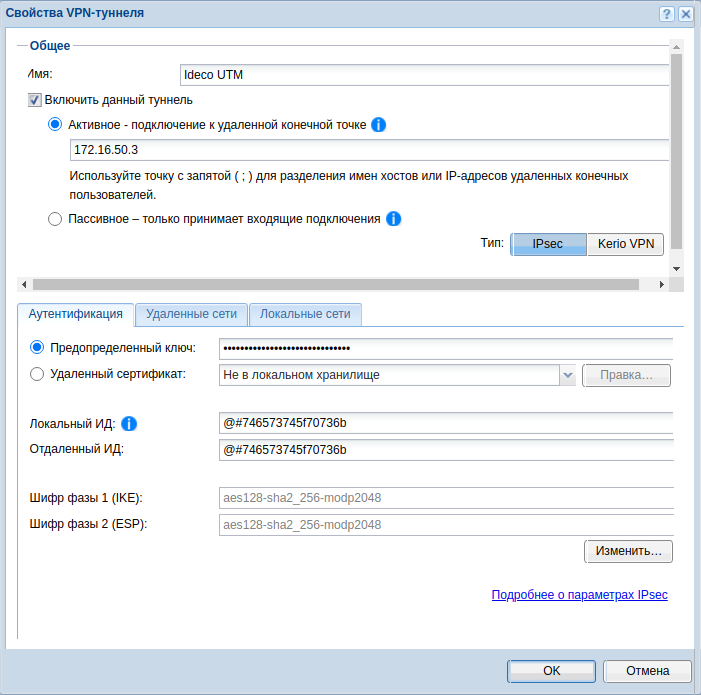 Свойства VPN-туннеля
Общее
Имя:
Ideco UTM
Включить данный туннель
Активное - подключение к удаленной конечной точке
172.16.50.3
Используйте точку с запятой ( ; ) для разделения имен хостов или IP-адресов удаленных конечных
пользователей.
Пассивное – только принимает входящие подключения
Тип: IPsec Kerio VPN
Аутентификация Удаленные сети Локальные сети
Предопределенный ключ: ••••••••••••••••••••••••••••••
Удаленный сертификат: Не в локальном хранилище Правка...
Локальный ИД: @#746573745f70736b
Отдаленный ИД: @#746573745f70736b
Шифр фазы 1 (IKE): aes128-sha2_256-modp2048
Шифр фазы 2 (ESP): aes128-sha2_256-modp2048
Изменить...
Подробнее о параметрах IPsec
OK Отмена